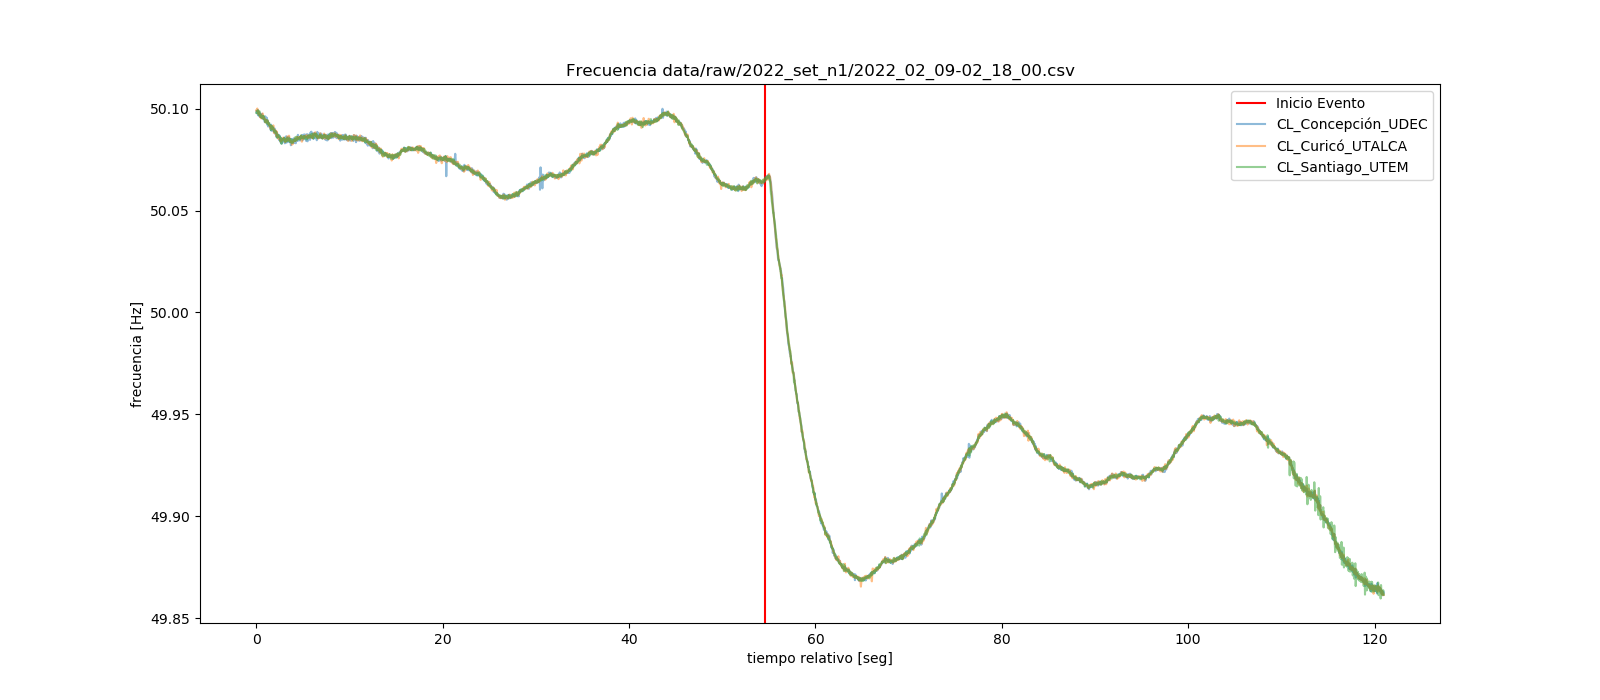 Frecuencia data/raw/2022_set_n1/2022_02_09-02_18_00.csv
50.10
50.05
50.00
49.95
49.90
49.85
frecuencia [Hz]
Inicio Evento
CL_Concepción_UDEC
CL_Curicó_UTALCA
CL_Santiago_UTEM
0 20 40 60 80 100 120
tiempo relativo [seg]